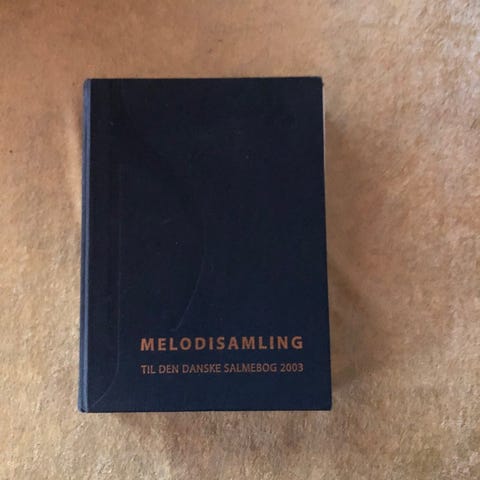 MELODISAMLING
TIL DEN DANSKE SALMEBOG 2003